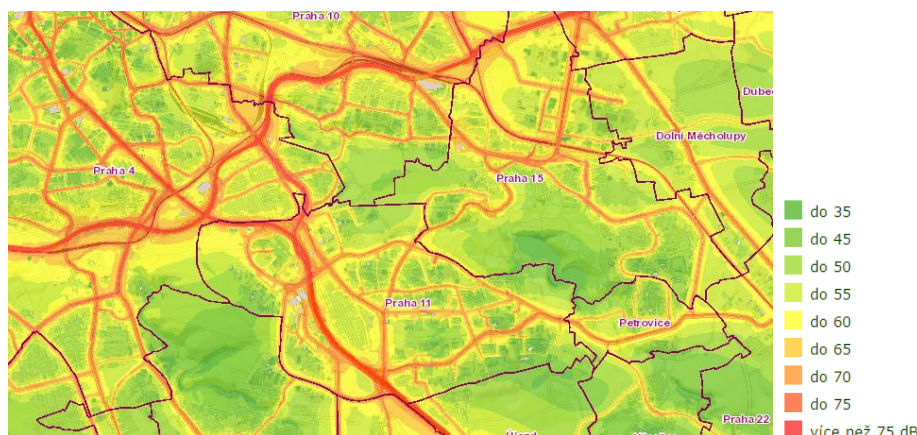 Praha 10
Dubeč
Dolní Měcholupy
Praha 4
Praha 15
Praha 11
Petrovice
Praha 22
Újezd
do 35
do 45
do 50
do 55
do 60
do 65
do 70
do 75
více než 75 dB